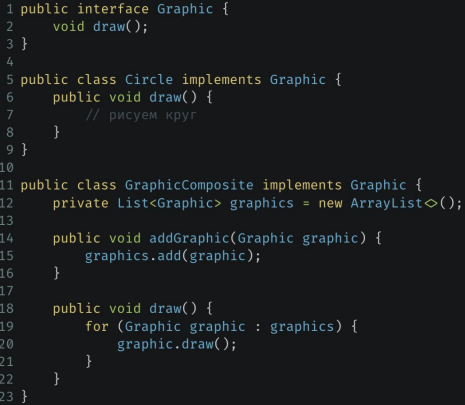 1 public interface Graphic {
2     void draw();
3 }
4
5 public class Circle implements Graphic {
6     public void draw() {
7         // рисуем круг
8     }
9 }
10
11 public class GraphicComposite implements Graphic {
12     private List<Graphic> graphics = new ArrayList<>();
13
14     public void addGraphic(Graphic graphic) {
15         graphics.add(graphic);
16     }
17
18     public void draw() {
19         for (Graphic graphic : graphics) {
20             graphic.draw();
21         }
22     }
23 }